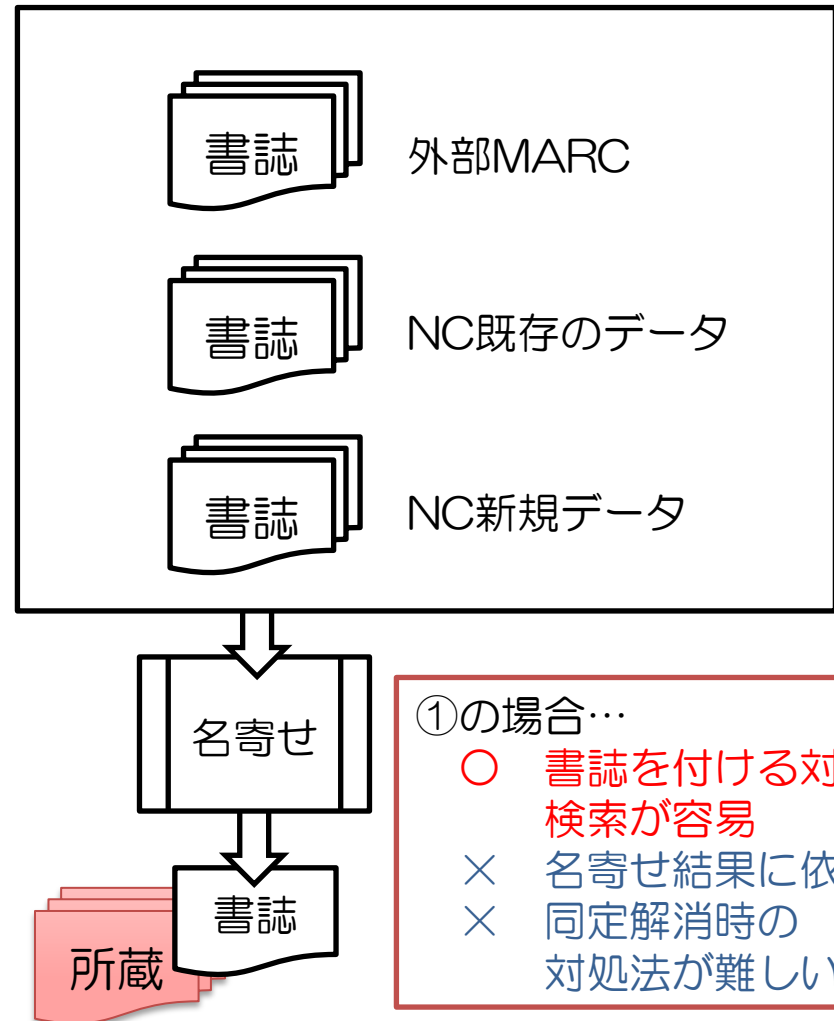 書誌 外部MARC
書誌 NC既存のデータ
書誌 NC新規データ
名寄せ
書誌
所蔵
①の場合…
○ 書誌を付ける対
検索が容易
× 名寄せ結果に依
× 同定解消時の
対処法が難しい